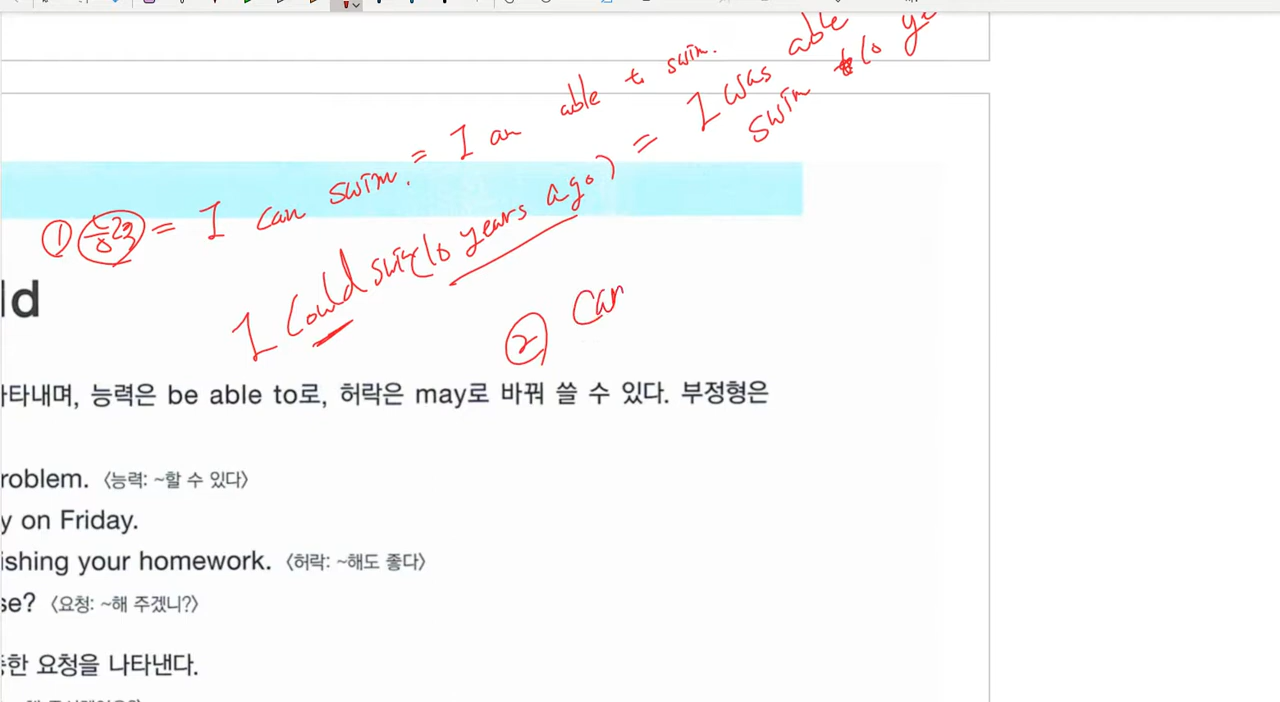 I was able
swim to ye
① 능력 = I can swim. = I am able to swim. =
I could swim (10 years ago)
② Can
ld
타내며, 능력은 be able to로, 허락은 may로 바꿔 쓸 수 있다. 부정형은
roblem. 〈능력: ~할 수 있다〉
y on Friday.
ishing your homework. 〈허락: ~해도 좋다〉
se? 〈요청: ~해 주겠니?〉
한 요청을 나타낸다.